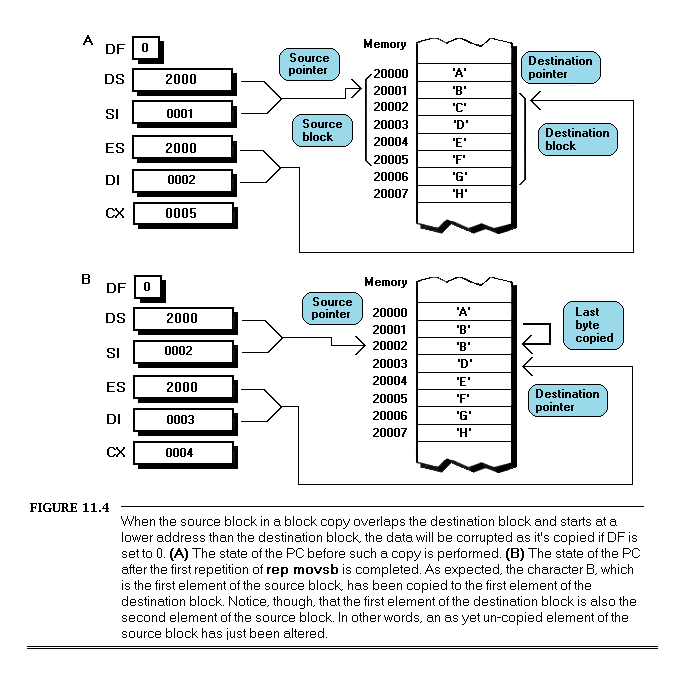 A
DF 0
DS 2000
SI 0001
ES 2000
DI 0002
CX 0005
Source
pointer
Source
block
Memory
20000 'A'
20001 'B'
20002 'C'
20003 'D'
20004 'E'
20005 'F'
20006 'G'
20007 'H'
Destination
pointer
Destination
block
B
DF 0
DS 2000
SI 0002
ES 2000
DI 0003
CX 0004
Source
pointer
Memory
20000 'A'
20001 'B'
20002 'B'
20003 'D'
20004 'E'
20005 'F'
20006 'G'
20007 'H'
Last
byte
copied
Destination
pointer
FIGURE 11.4
When the source block in a block copy overlaps the destination block and starts at a
lower address than the destination block, the data will be corrupted as it's copied if DF is
set to 0. (A) The state of the PC before such a copy is performed. (B) The state of the PC
after the first repetition of rep movsb is completed. As expected, the character B, which
is the first element of the source block, has been copied to the first element of the
destination block. Notice, though, that the first element of the destination block is also the
second element of the source block. In other words, an as yet un-copied element of the
source block has just been altered.